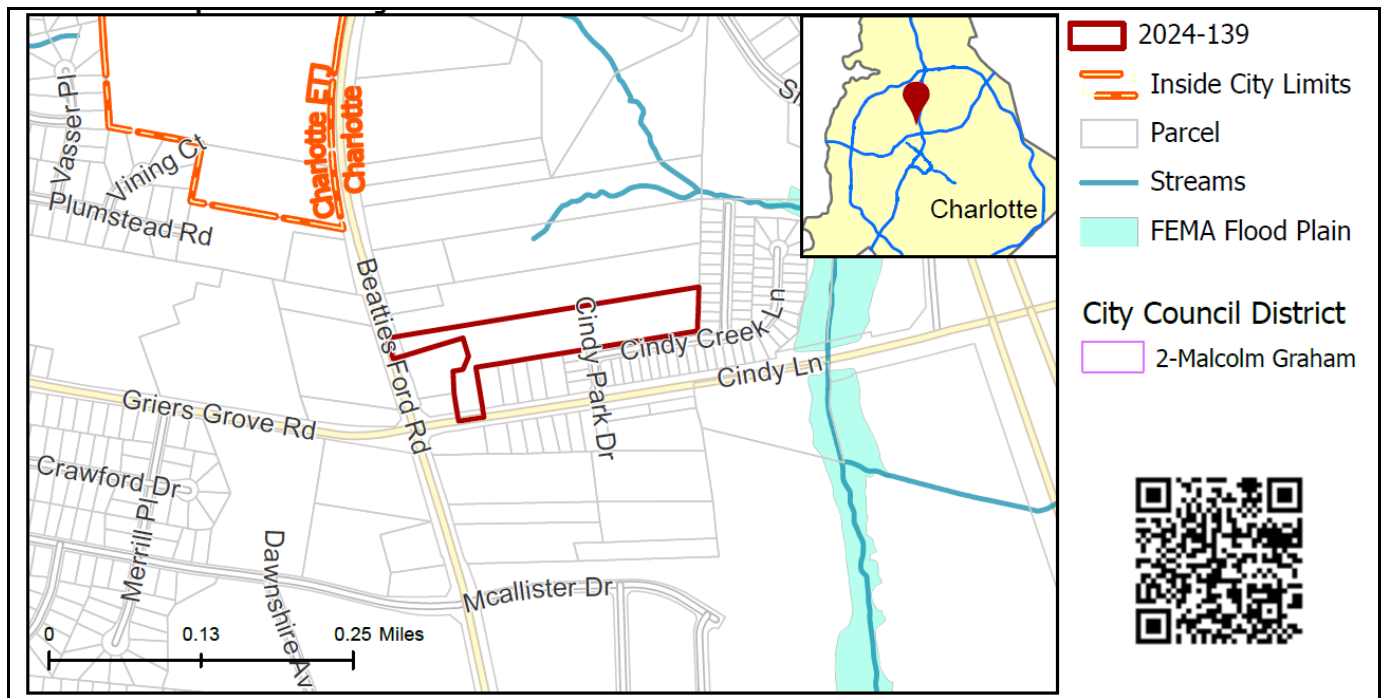 Vasser Pl
Vining Ct
Plumstead Rd
Charlotte ETJ
Charlotte
Beatties Ford Rd
Griers Grove Rd
Crawford Dr
Merrill Pl
Dawnshire Av
Mcallister Dr
Cindy Park Dr
Cindy Creek Ln
Cindy Ln
0 0.13 0.25 Miles
Charlotte
2024-139
Inside City Limits
Parcel
Streams
FEMA Flood Plain
City Council District
2-Malcolm Graham